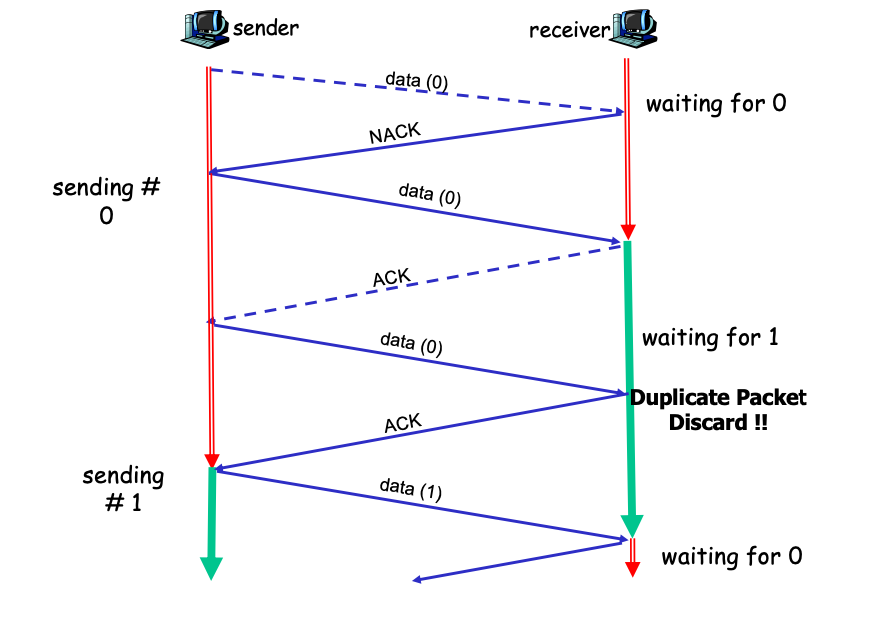 sender
receiver
data (0)
waiting for 0
NACK
sending #
0
data (0)
ACK
waiting for 1
data (0)
Duplicate Packet
Discard !!
ACK
sending
# 1
data (1)
waiting for 0